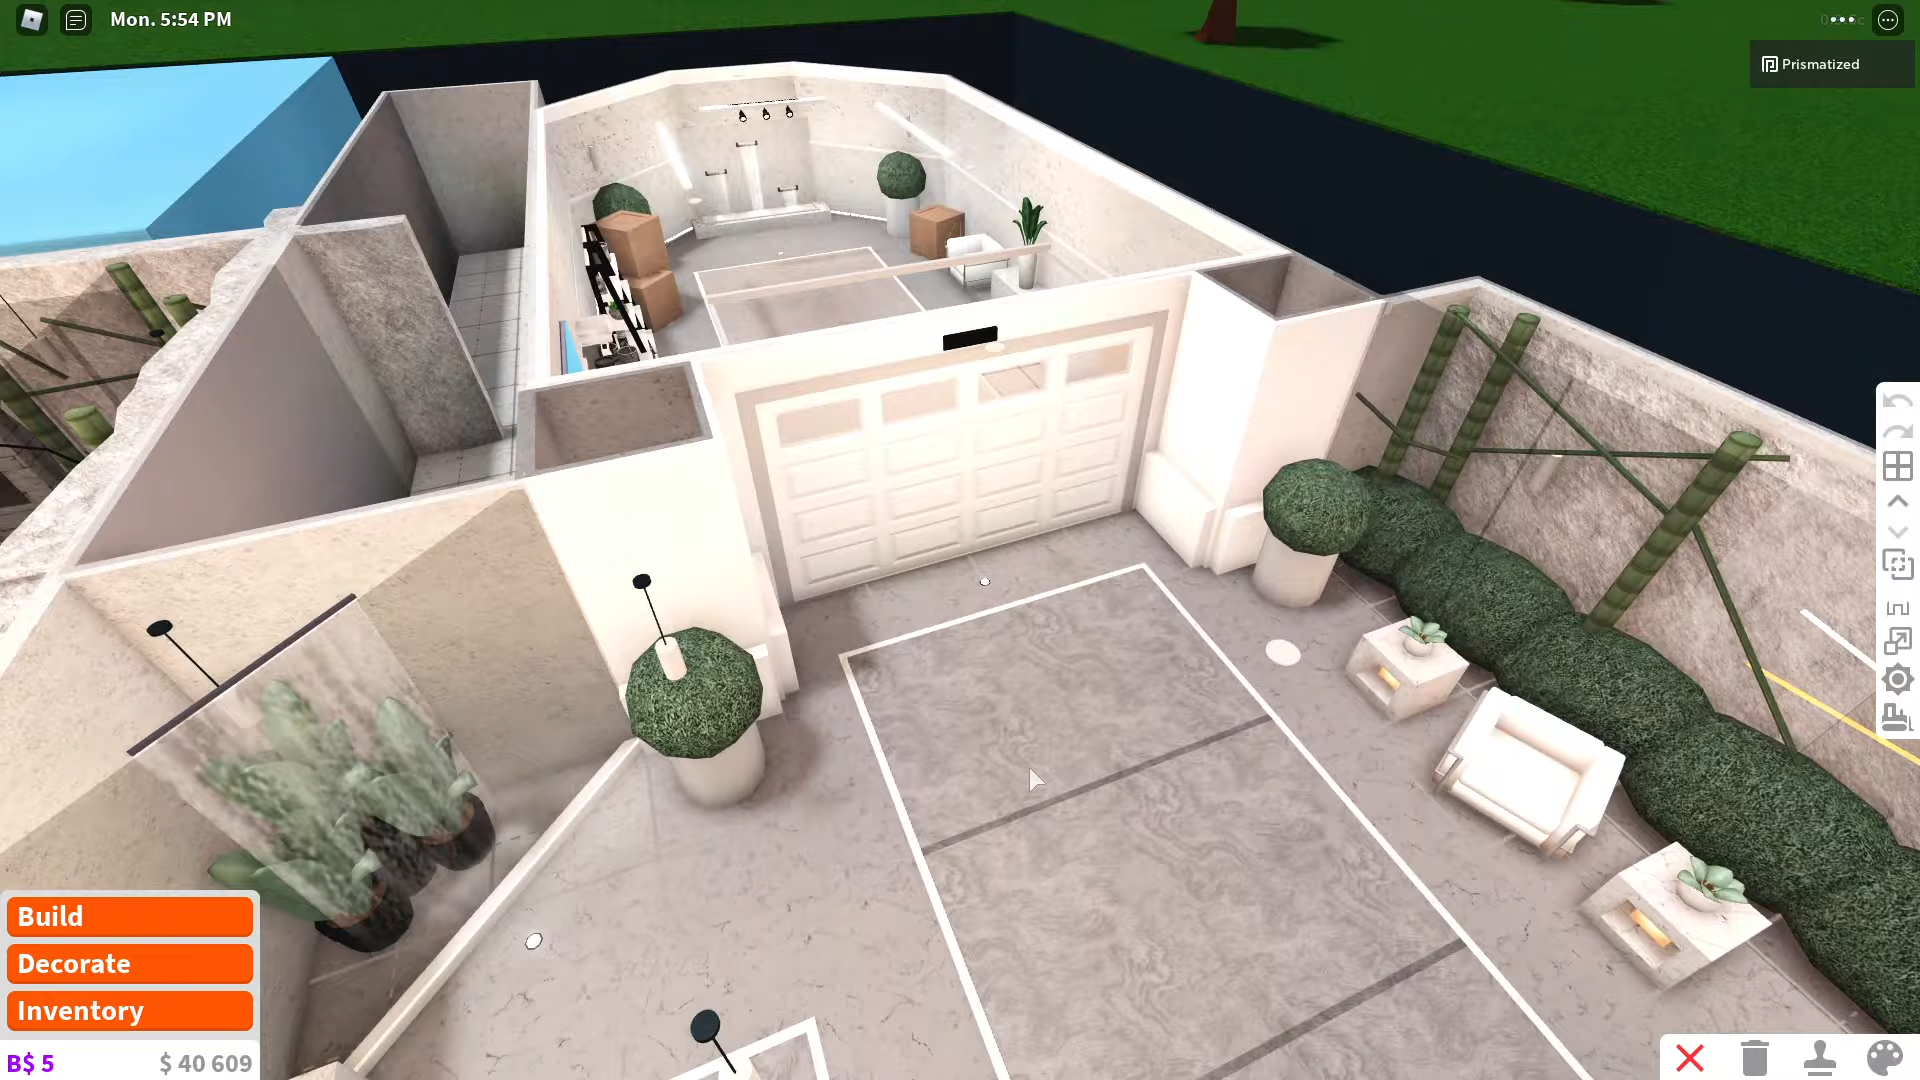 Mon. 5:54 PM
Prismatized
Build
Decorate
Inventory
B$ 5
$ 40 609